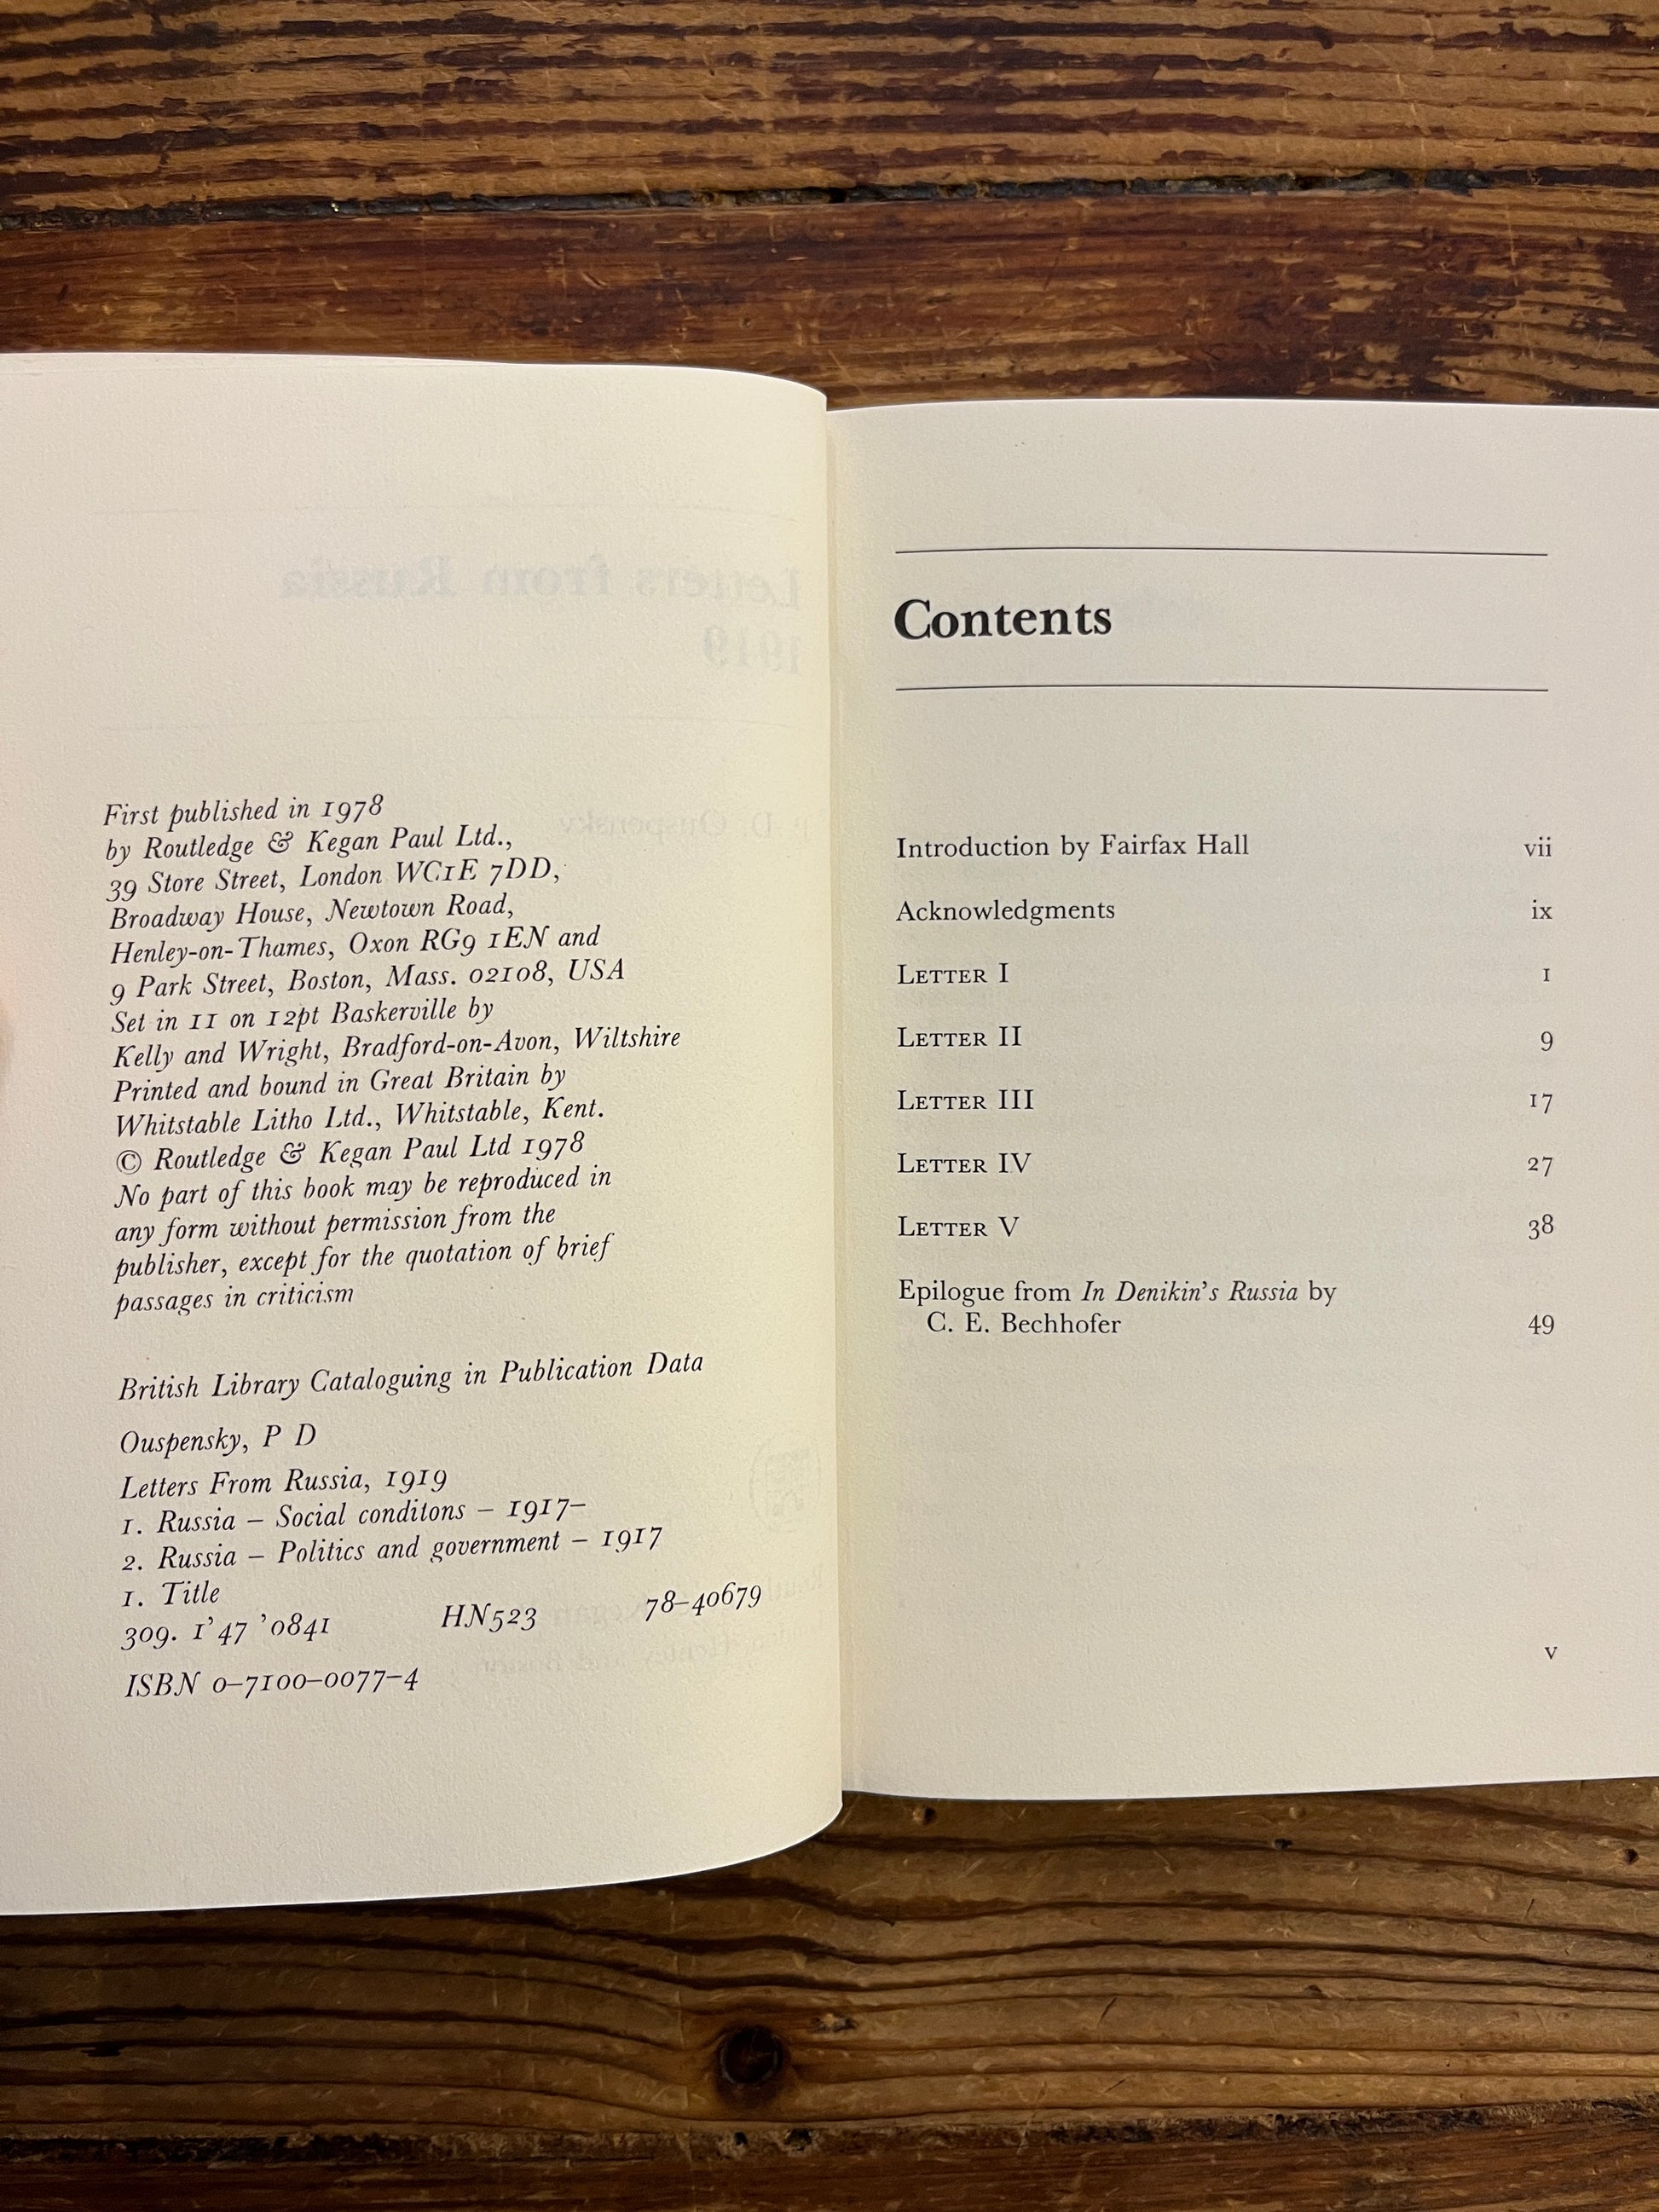 First published in 1978
by Routledge & Kegan Paul Ltd.,
39 Store Street, London WC1E 7DD,
Broadway House, Newtown Road,
Henley-on-Thames, Oxon RG9 1EN and
9 Park Street, Boston, Mass. 02108, USA
Set in 11 on 12pt Baskerville by
Kelly and Wright, Bradford-on-Avon, Wiltshire
Printed and bound in Great Britain by
Whitstable Litho Ltd., Whitstable, Kent.
© Routledge & Kegan Paul Ltd 1978
No part of this book may be reproduced in
any form without permission from the
publisher, except for the quotation of brief
passages in criticism
British Library Cataloguing in Publication Data
Ouspensky, P D
Letters From Russia, 1919
1. Russia – Social conditons – 1917–
2. Russia – Politics and government – 1917
1. Title
309. 1'47 '0841 HN523 78–40679
ISBN 0–7100–0077–4
Contents
Introduction by Fairfax Hall vii
Acknowledgments ix
LETTER I 1
LETTER II 9
LETTER III 17
LETTER IV 27
LETTER V 38
Epilogue from In Denikin's Russia by
C. E. Bechhofer 49
v